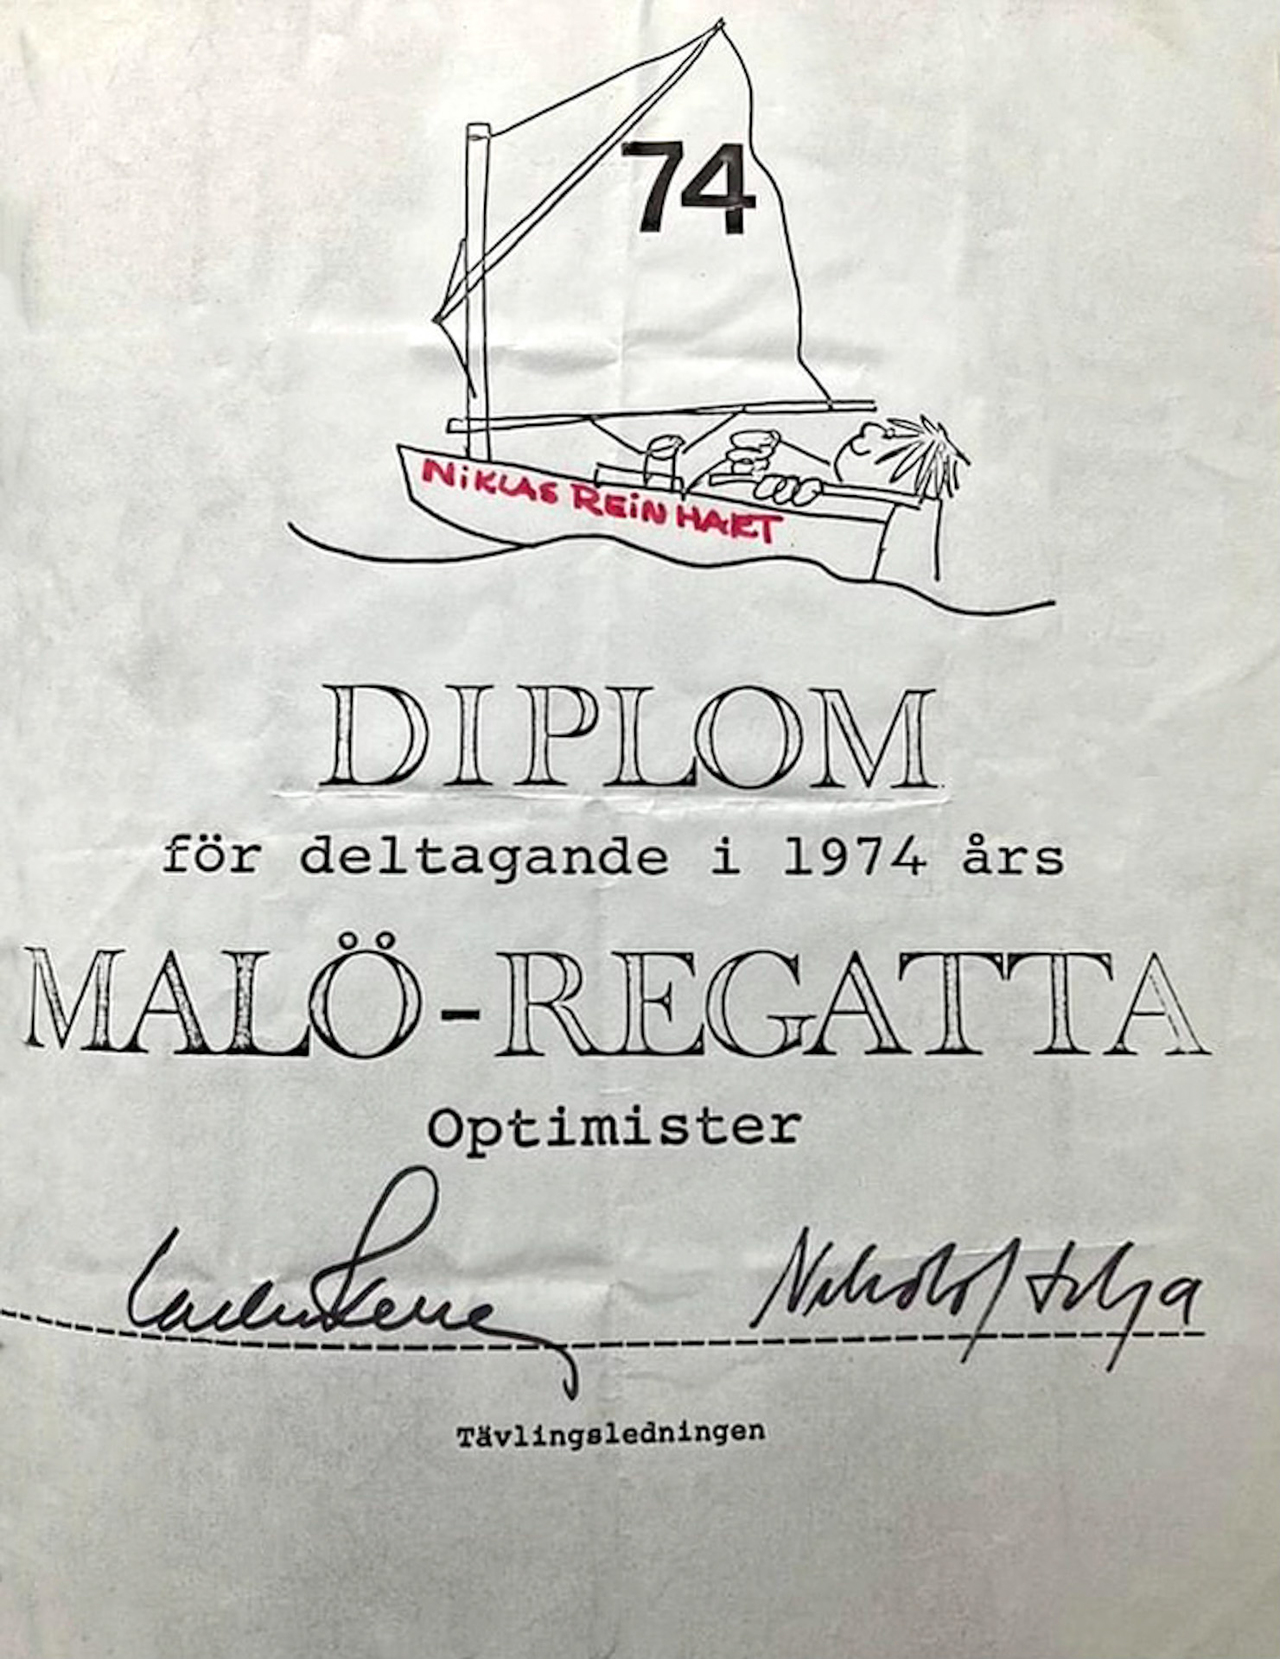 74
NiKLAS REiNHART
DIPLOM
för deltagande i 1974 års
MALÖ-REGATTA
Optimister
Tävlingsledningen